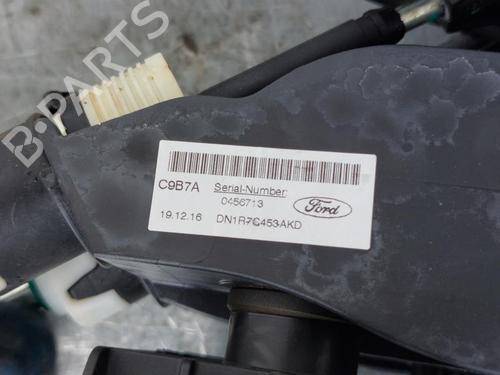 B-PARTS
C9B7A Serial-Number:
0456713
19.12.16 DN1R7C453AKD
Ford